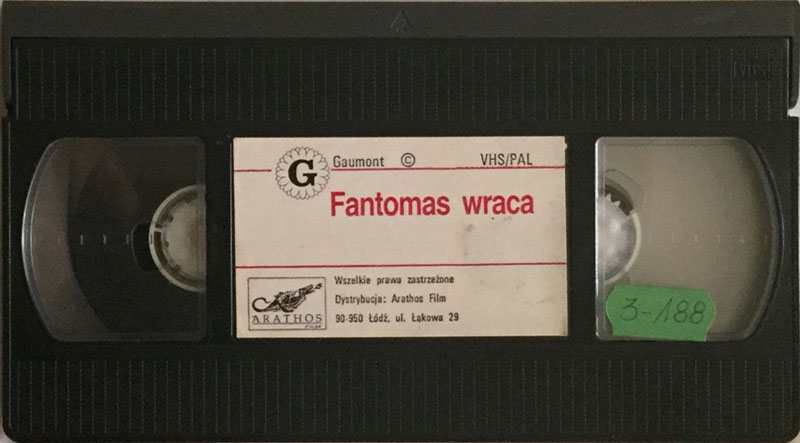 Gaumont © VHS/PAL
G
Fantomas wraca
Wszelkie prawa zastrzeżone
Dystrybucja: Arathos Film
90-950 Łódź, ul. Łąkowa 29
ARATHOS
3-188